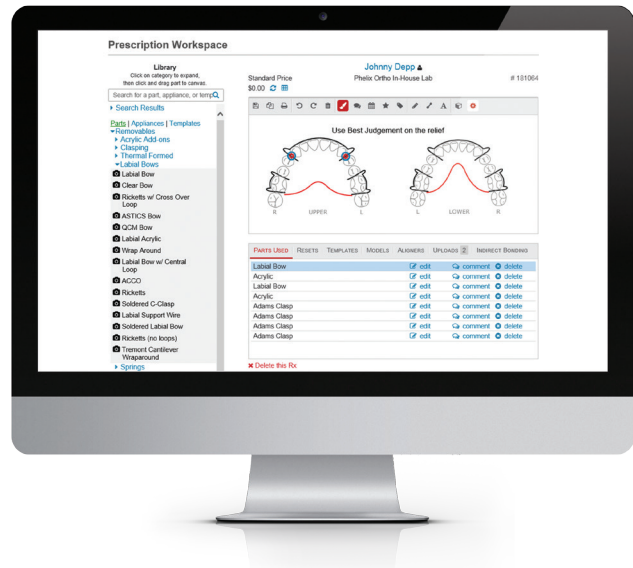 Prescription Workspace
Library
Click on category to expand,
then click and drag part to canvas.
Search for a part, appliance, or temp
Search Results
Parts | Appliances | Templates
Removables
Acrylic Add-ons
Clasping
Thermal Formed
Labial Bows
Labial Bow
Clear Bow
Ricketts w/ Cross Over
Loop
ASTICS Bow
QCM Bow
Labial Acrylic
Wrap Around
Labial Bow w/ Central
Loop
ACCO
Ricketts
Soldered C-Clasp
Labial Support Wire
Soldered Labial Bow
Ricketts (no loops)
Tremont Cantilever
Wraparound
Springs
Johnny Depp
Standard Price
Phelix Ortho In-House Lab
# 181064
$0.00
A
Use Best Judgement on the relief
R UPPER L
L LOWER R
PARTS USED RESETS TEMPLATES MODELS ALIGNERS UPLOADS 2 INDIRECT BONDING
Labial Bow edit comment delete
Acrylic edit comment delete
Labial Bow edit comment delete
Acrylic edit comment delete
Adams Clasp edit comment delete
Adams Clasp edit comment delete
Adams Clasp edit comment delete
Adams Clasp edit comment delete
Delete this Rx